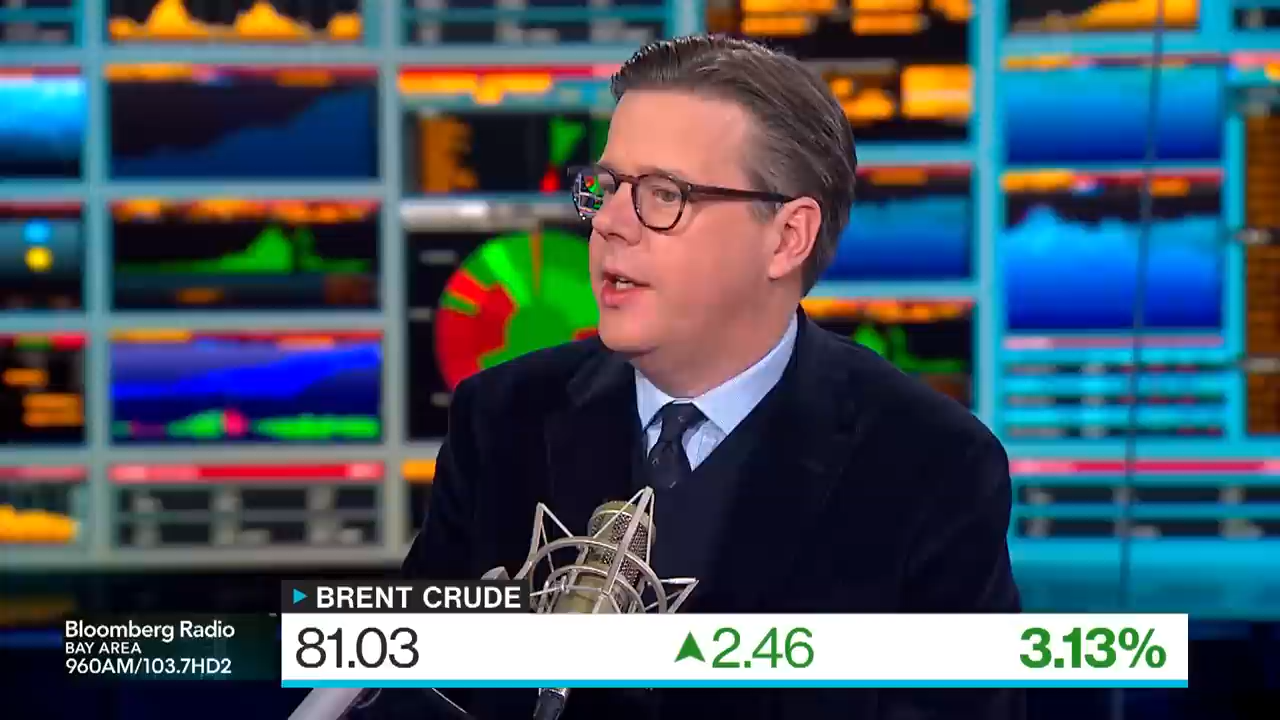 BRENT CRUDE
Bloomberg Radio
BAY AREA
960AM/103.7HD2
81.03 ▲2.46 3.13%